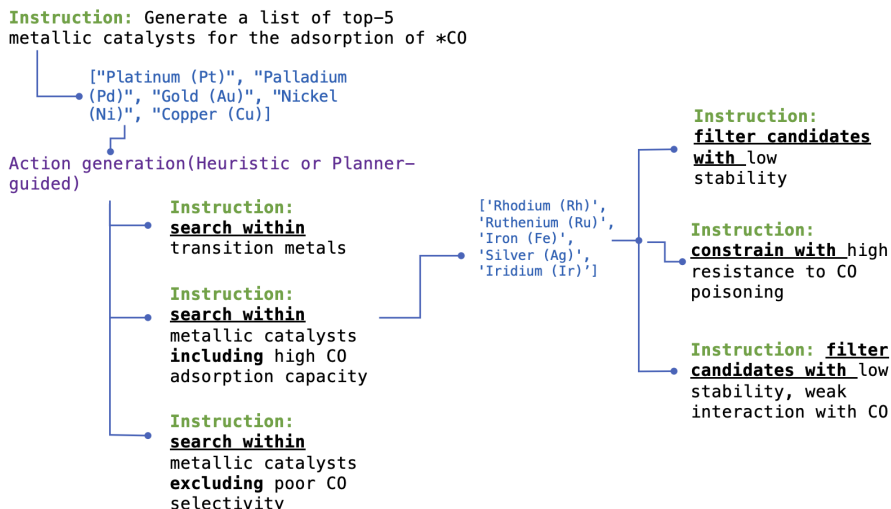 Instruction: Generate a list of top-5
metallic catalysts for the adsorption of *CO
["Platinum (Pt)", "Palladium
(Pd)", "Gold (Au)", "Nickel
(Ni)", "Copper (Cu)]
Action generation(Heuristic or Planner-
guided)
Instruction:
search within
transition metals
Instruction:
search within
metallic catalysts
including high CO
adsorption capacity
Instruction:
search within
metallic catalysts
excluding poor CO
selectivity
['Rhodium (Rh)',
'Ruthenium (Ru)',
'Iron (Fe)',
'Silver (Ag)',
'Iridium (Ir)’]
Instruction:
filter candidates
with low
stability
Instruction:
constrain with high
resistance to CO
poisoning
Instruction: filter
candidates with low
stability, weak
interaction with CO